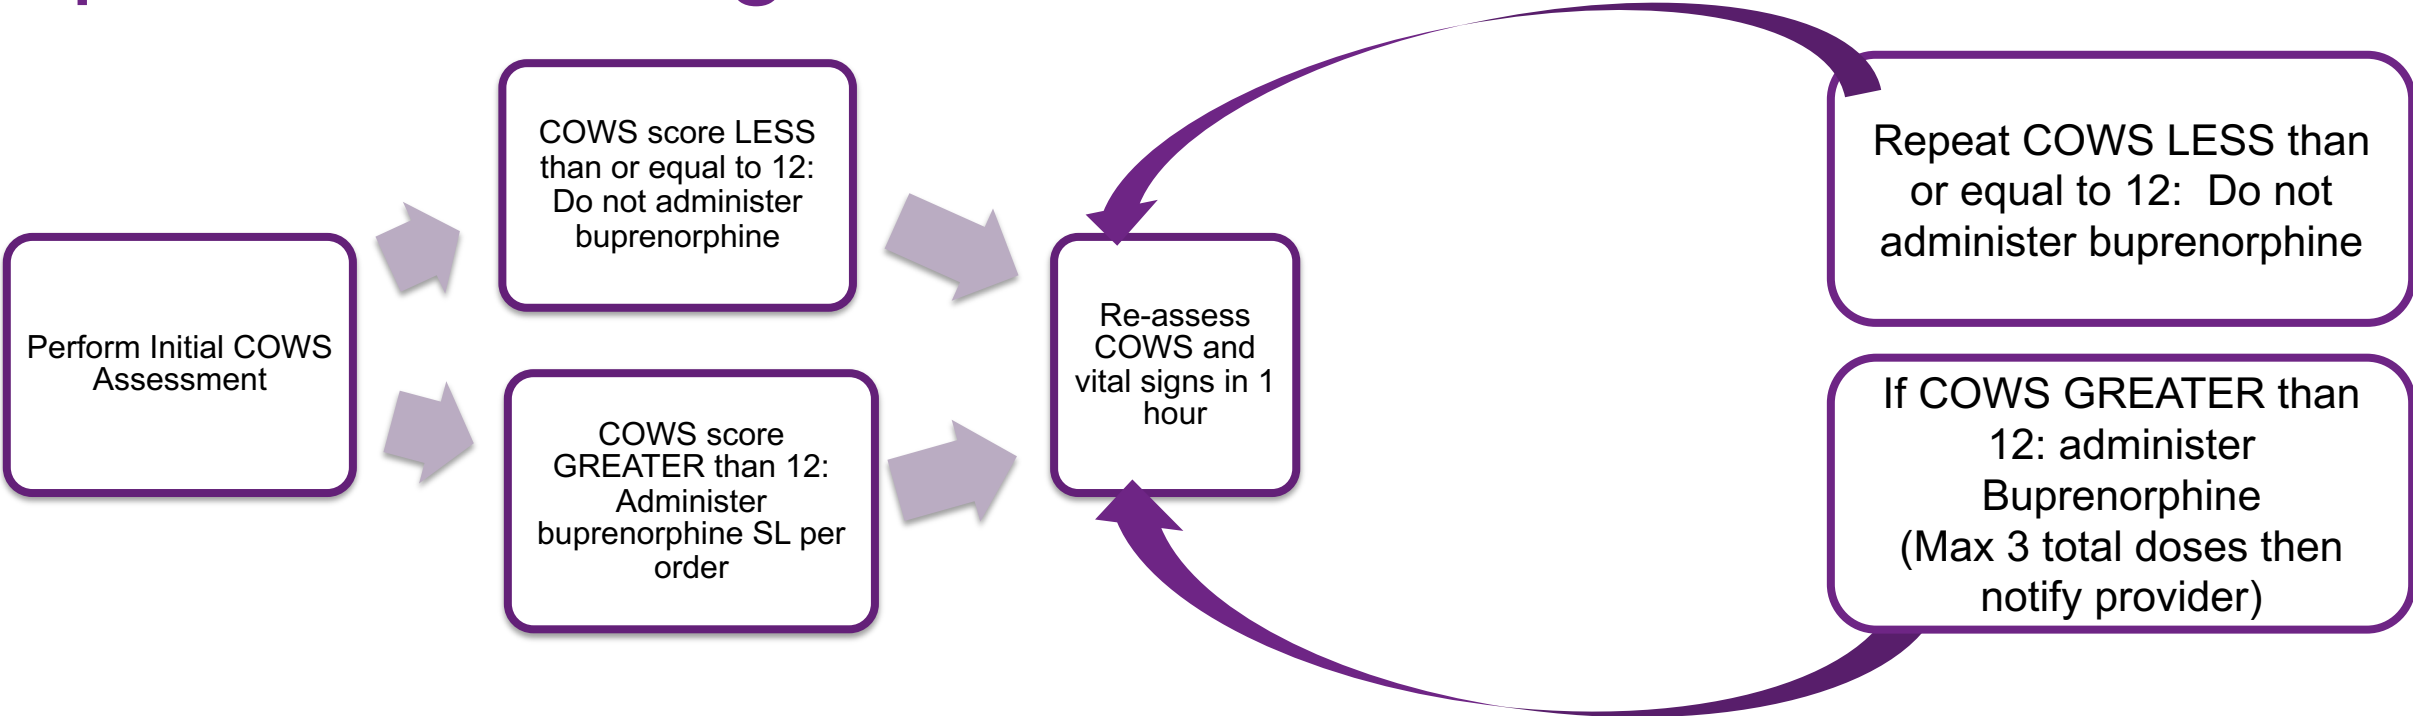 Perform Initial COWS
Assessment
COWS score LESS
than or equal to 12:
Do not administer
buprenorphine
COWS score
GREATER than 12:
Administer
buprenorphine SL per
order
Re-assess
COWS and
vital signs in 1
hour
Repeat COWS LESS than
or equal to 12:  Do not
administer buprenorphine
If COWS GREATER than
12: administer
Buprenorphine
(Max 3 total doses then
notify provider)